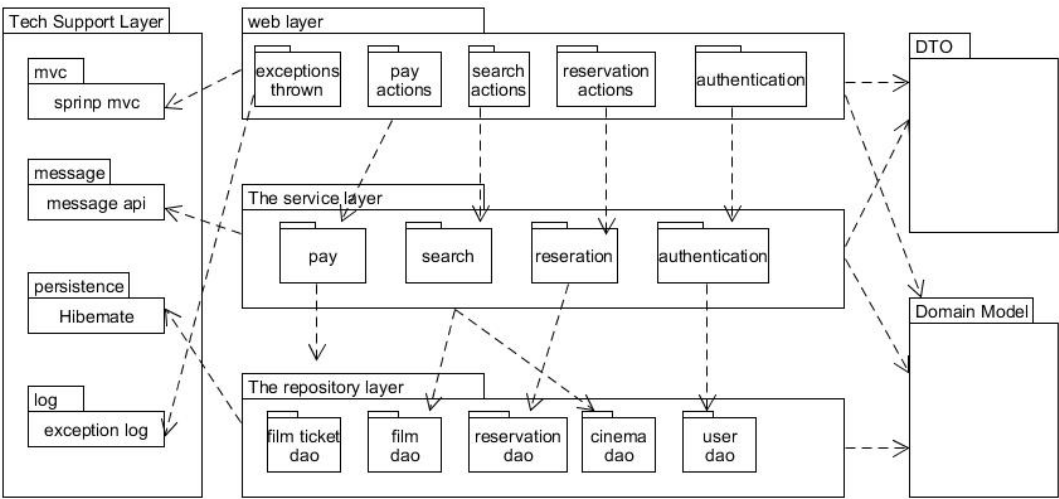 Tech Support Layer
mvc
sprinp mvc
message
message api
persistence
Hibemate
log
exception log
web layer
exceptions
thrown
pay
actions
search
actions
reservation
actions
authentication
The service layer
pay
search
reseration
authentication
The repository layer
film ticket
dao
film
dao
reservation
dao
cinema
dao
user
dao
DTO
Domain Model